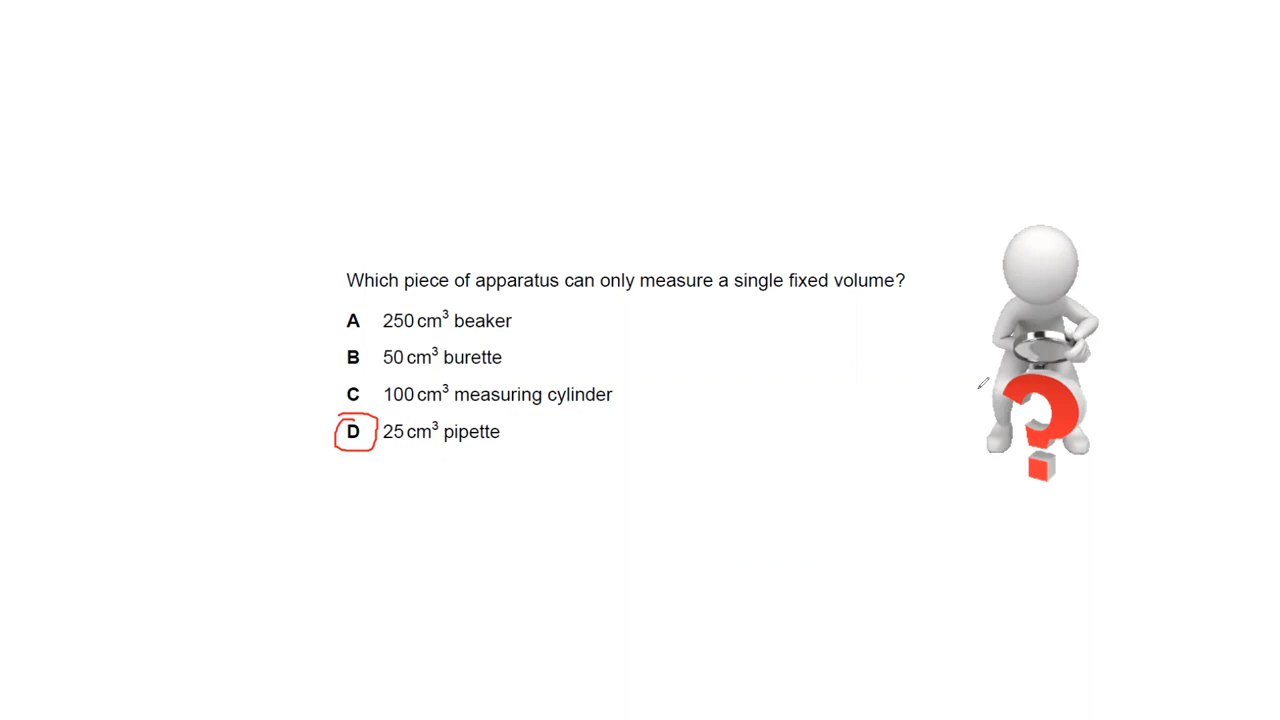 Which piece of apparatus can only measure a single fixed volume?
A 250 cm³ beaker
B 50 cm³ burette
C 100 cm³ measuring cylinder
D 25 cm³ pipette
?